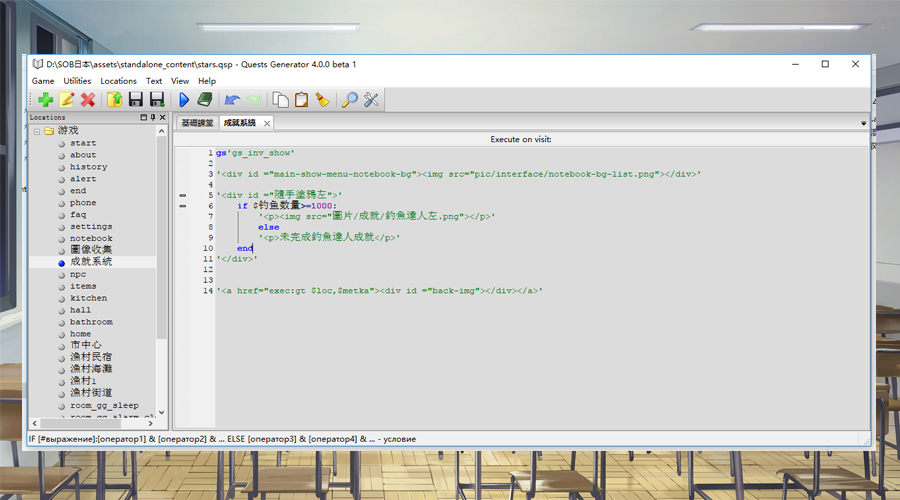 D:\SOB日本\assets\standalone_content\stars.qsp - Quests Generator 4.0.0 beta 1
Game Utilities Locations Text View Help
Locations
游戏
start
about
history
alert
end
phone
faq
settings
notebook
圖像收集
成就系統
npc
items
kitchen
hall
bathroom
home
市中心
漁村民宿
漁村海灘
漁村1
漁村街道
room_gg_sleep
基礎課堂 成就系統
Execute on visit:
1 gs'gs_inv_show'
2
3 '<div id ="main-show-menu-notebook-bg"><img src="pic/interface/notebook-bg-list.png"></div>'
4
5 '<div id ="隨手塗鴉左">'
6 if $钓鱼数量>=1000:
7 '<p><img src="圖片/成就/釣魚達人左.png"></p>'
8 else
9 '<p>未完成釣魚達人成就</p>'
10 end
11 '</div>'
12
13
14 '<a href="exec:gt $loc,$metka"><div id ="back-img"></div></a>'
IF [#выражение]:[оператор1] & [оператор2] & ... ELSE [оператор3] & [оператор4] & ... - условие